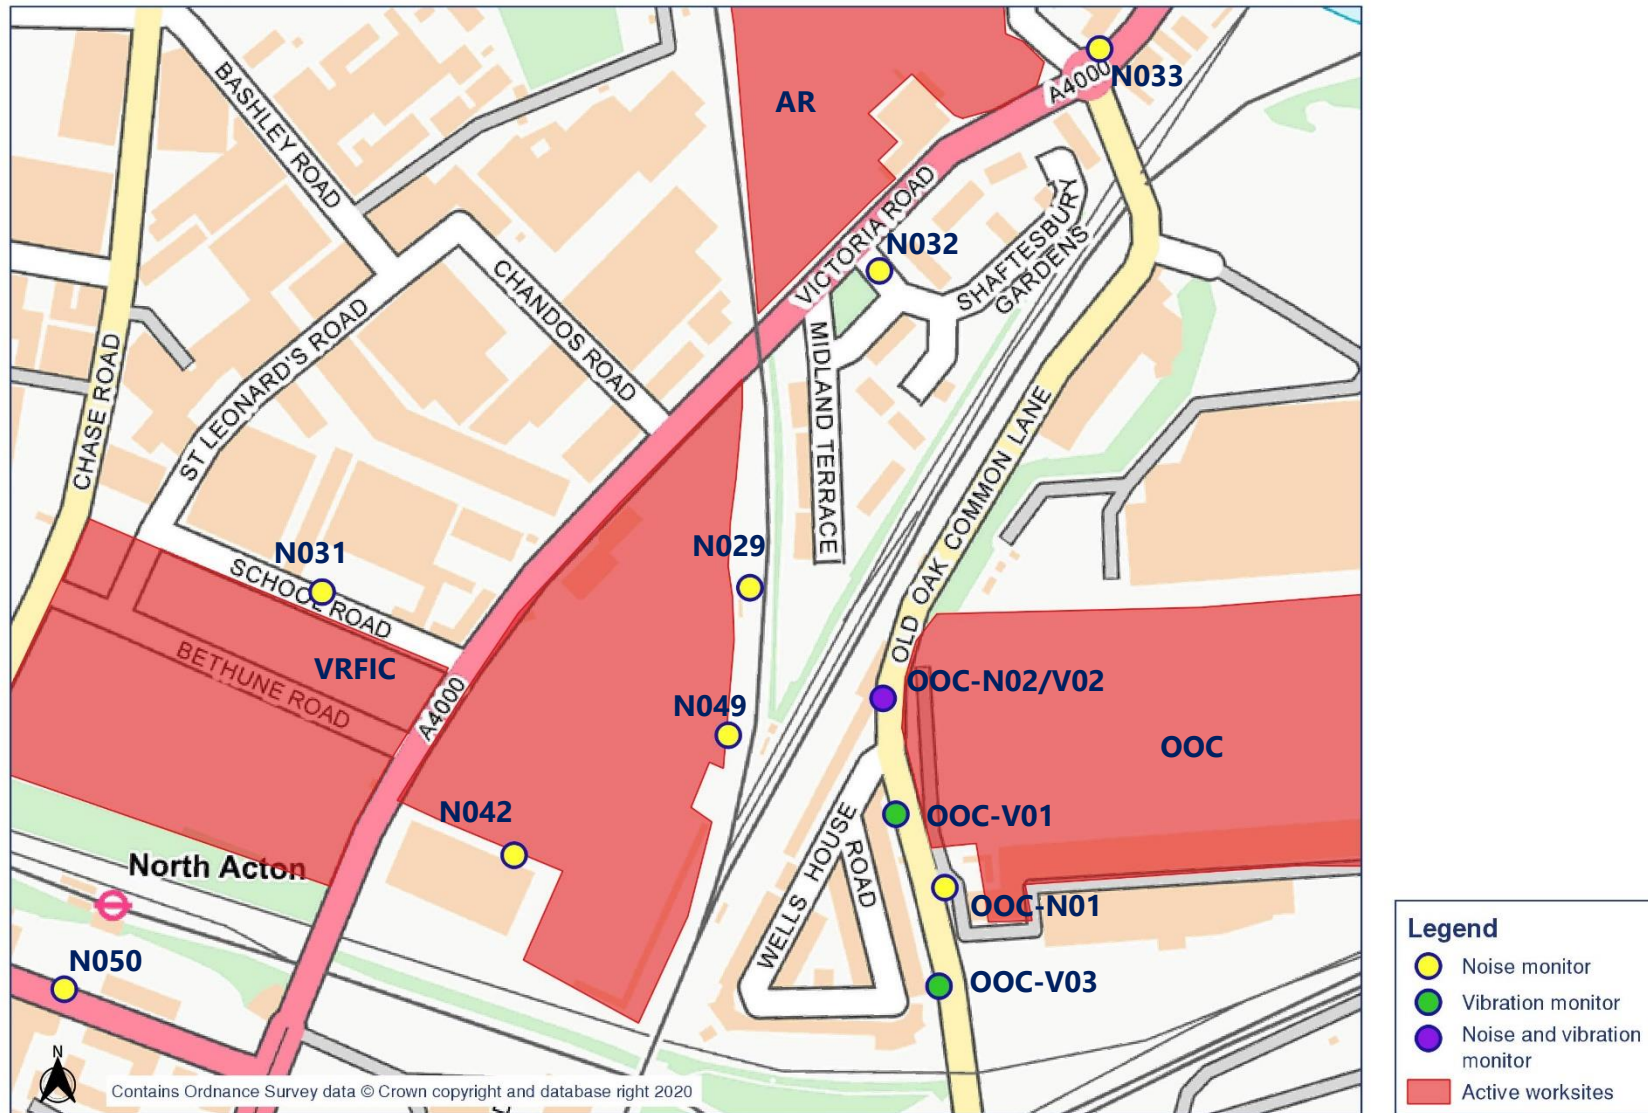 AR
A4000
N033
BASHLEY ROAD
VICTORIA ROAD
N032
SHAFTESBURY
GARDENS
CHANDOS ROAD
ST LEONARD'S ROAD
CHASE ROAD
MIDLAND TERRACE
OLD OAK COMMON LANE
N031
SCHOOL ROAD
N029
VRFIC
BETHUNE ROAD
A4000
N049
OOC-N02/V02
OOC
N042
OOC-V01
WELLS HOUSE
ROAD
North Acton
OOC-N01
N050
OOC-V03
N
Contains Ordnance Survey data © Crown copyright and database right 2020
Legend
Noise monitor
Vibration monitor
Noise and vibration
monitor
Active worksites